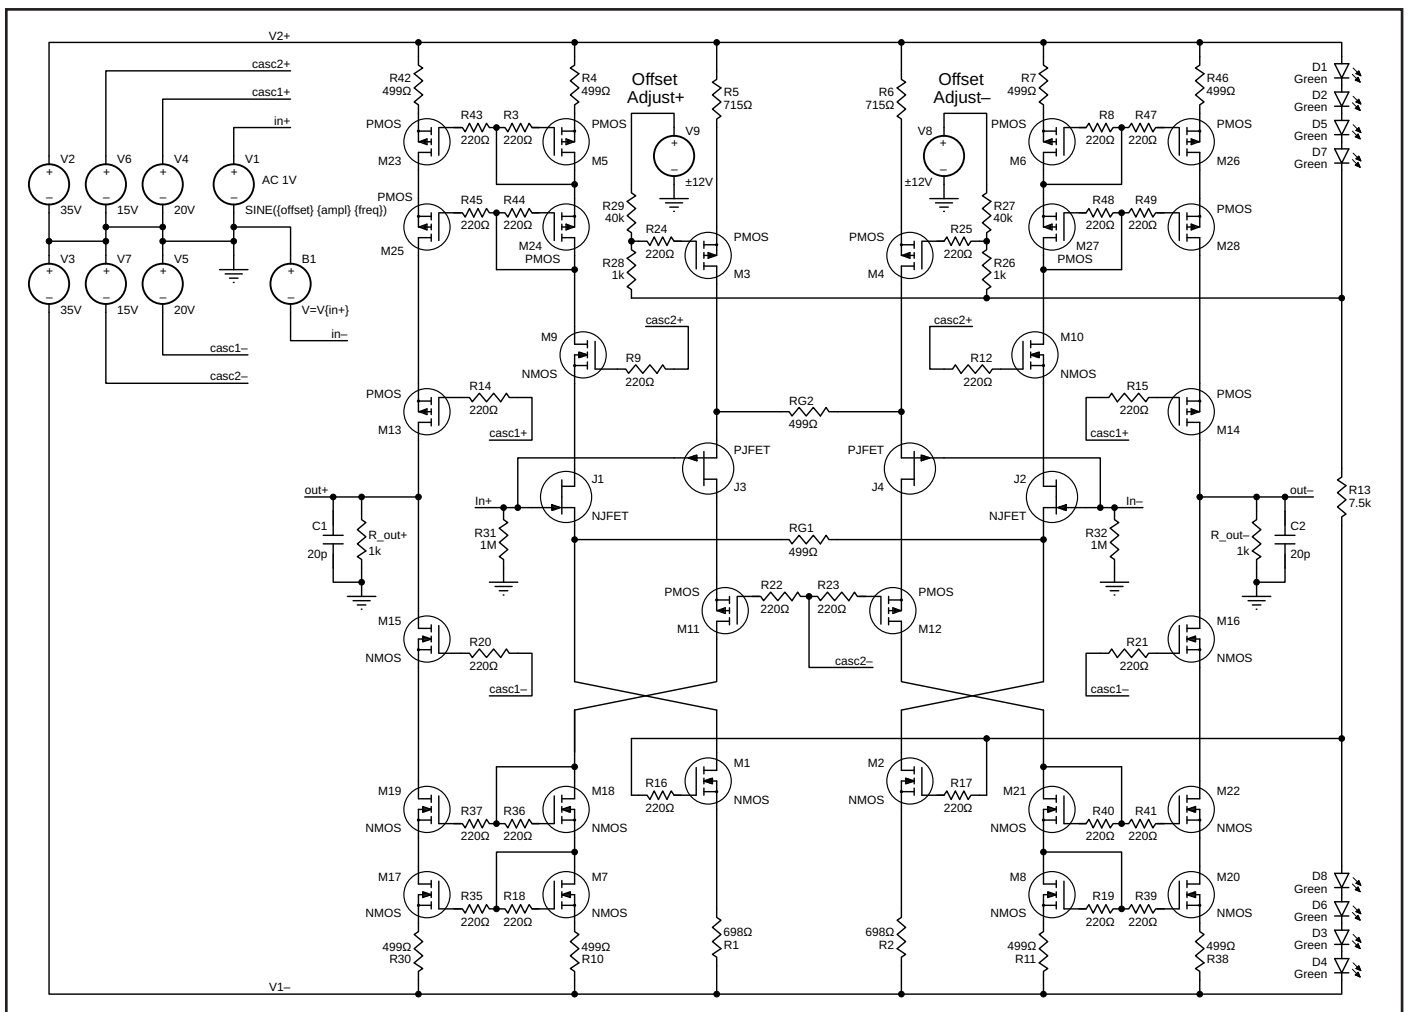 V2+
casc2+
casc1+
in+
V2
35V
V6
15V
V4
20V
V1
AC 1V
SINE({offset} {ampl} {freq})
V3
35V
V7
15V
V5
20V
B1
V=V{in+}
in–
casc1–
casc2–
R42
499Ω
R4
499Ω
Offset
Adjust+
R5
715Ω
R6
715Ω
Offset
Adjust–
R7
499Ω
R46
499Ω
D1
Green
D2
Green
D5
Green
D7
Green
PMOS
M23
R43
220Ω
R3
220Ω
PMOS
M5
V9
±12V
V8
±12V
PMOS
M6
R8
220Ω
R47
220Ω
PMOS
M26
PMOS
M25
R45
220Ω
R44
220Ω
M24
PMOS
PMOS
R29
40k
R24
220Ω
R28
1k
PMOS
M3
PMOS
M4
R25
220Ω
R27
40k
R26
1k
PMOS
M27
PMOS
R48
220Ω
R49
220Ω
PMOS
M28
M9
NMOS
casc2+
R9
220Ω
casc2+
R12
220Ω
M10
NMOS
PMOS
M13
R14
220Ω
casc1+
RG2
499Ω
R15
220Ω
casc1+
PMOS
M14
PJFET
J3
PJFET
J4
out+
C1
20p
R_out+
1k
In+
R31
1M
J1
NJFET
RG1
499Ω
J2
NJFET
In–
R32
1M
out–
R_out–
1k
C2
20p
R13
7.5k
M15
NMOS
R20
220Ω
casc1–
PMOS
M11
R22
220Ω
R23
220Ω
PMOS
M12
casc2–
R21
220Ω
casc1–
M16
NMOS
M19
NMOS
R37
220Ω
R36
220Ω
M18
NMOS
R16
220Ω
M1
NMOS
M2
NMOS
R17
220Ω
M21
NMOS
R40
220Ω
R41
220Ω
M22
NMOS
M17
NMOS
R35
220Ω
R18
220Ω
M7
NMOS
M8
NMOS
R19
220Ω
R39
220Ω
M20
NMOS
D8
Green
D6
Green
D3
Green
D4
Green
499Ω
R30
499Ω
R10
698Ω
R1
698Ω
R2
499Ω
R11
499Ω
R38
V1–